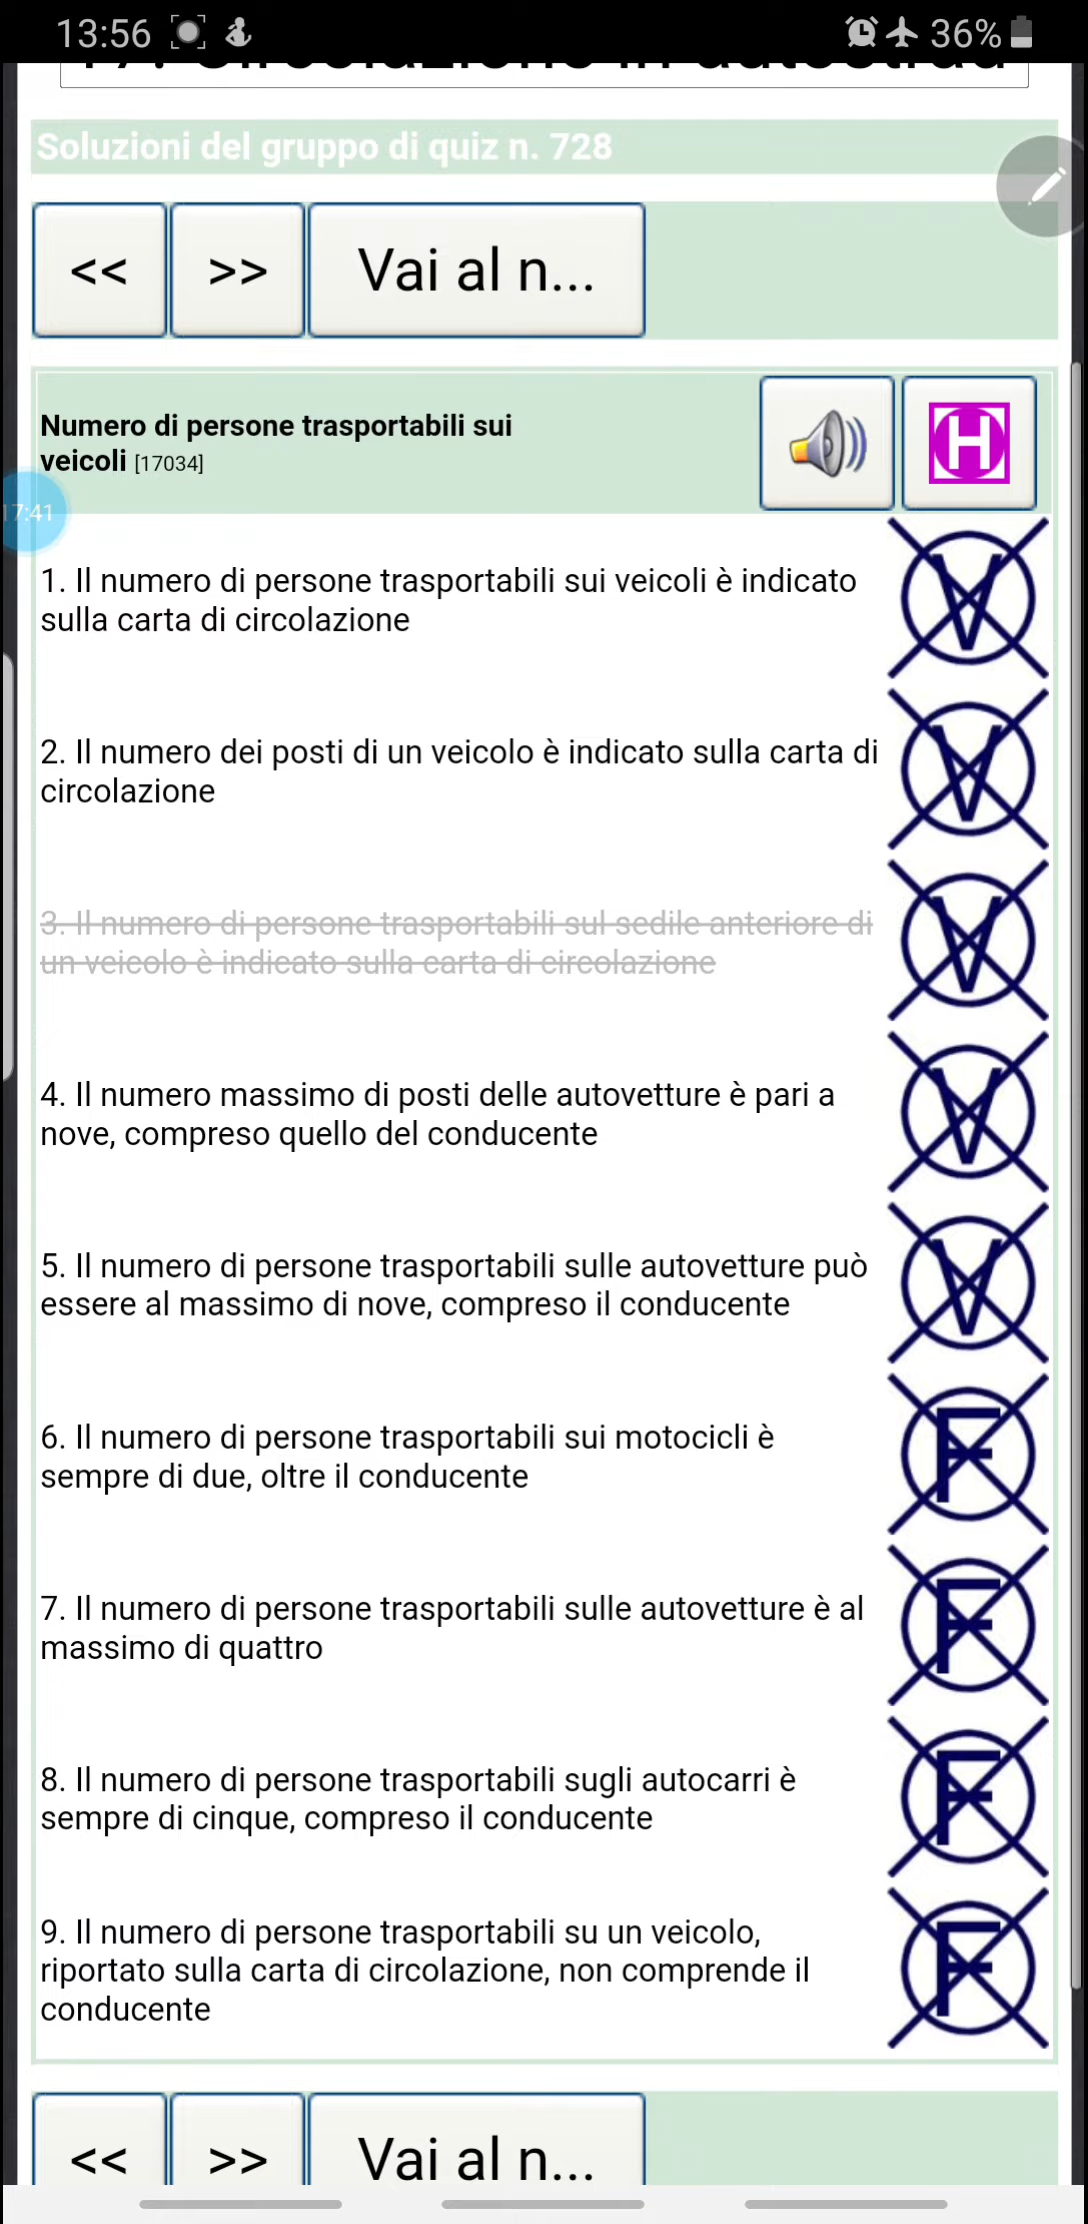 13:56
36%
17. Circolazione in autostrad
Soluzioni del gruppo di quiz n. 728
<< >> Vai al n...
Numero di persone trasportabili sui
veicoli [17034]
H
17:41
1. Il numero di persone trasportabili sui veicoli è indicato
sulla carta di circolazione
V
2. Il numero dei posti di un veicolo è indicato sulla carta di
circolazione
V
3. Il numero di persone trasportabili sul sedile anteriore di
un veicolo è indicato sulla carta di circolazione
V
4. Il numero massimo di posti delle autovetture è pari a
nove, compreso quello del conducente
V
5. Il numero di persone trasportabili sulle autovetture può
essere al massimo di nove, compreso il conducente
V
6. Il numero di persone trasportabili sui motocicli è
sempre di due, oltre il conducente
F
7. Il numero di persone trasportabili sulle autovetture è al
massimo di quattro
F
8. Il numero di persone trasportabili sugli autocarri è
sempre di cinque, compreso il conducente
F
9. Il numero di persone trasportabili su un veicolo,
riportato sulla carta di circolazione, non comprende il
conducente
F
<< >> Vai al n...